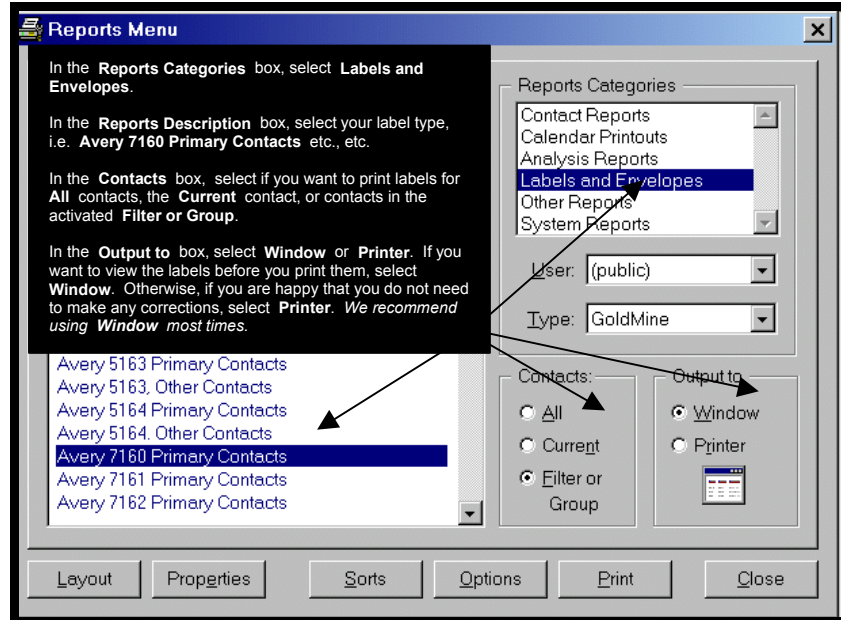 Reports Menu
In the Reports Categories box, select Labels and
Envelopes.
In the Reports Description box, select your label type,
i.e. Avery 7160 Primary Contacts etc., etc.
In the Contacts box, select if you want to print labels for
All contacts, the Current contact, or contacts in the
activated Filter or Group.
In the Output to box, select Window or Printer. If you
want to view the labels before you print them, select
Window. Otherwise, if you are happy that you do not need
to make any corrections, select Printer. We recommend
using Window most times.
Avery 5163 Primary Contacts
Avery 5163, Other Contacts
Avery 5164 Primary Contacts
Avery 5164. Other Contacts
Avery 7160 Primary Contacts
Avery 7161 Primary Contacts
Avery 7162 Primary Contacts
Reports Categories
Contact Reports
Calendar Printouts
Analysis Reports
Labels and Envelopes
Other Reports
System Reports
User: (public)
Type: GoldMine
Contacts:
All
Current
Filter or
Group
Output to
Window
Printer
Layout
Properties
Sorts
Options
Print
Close